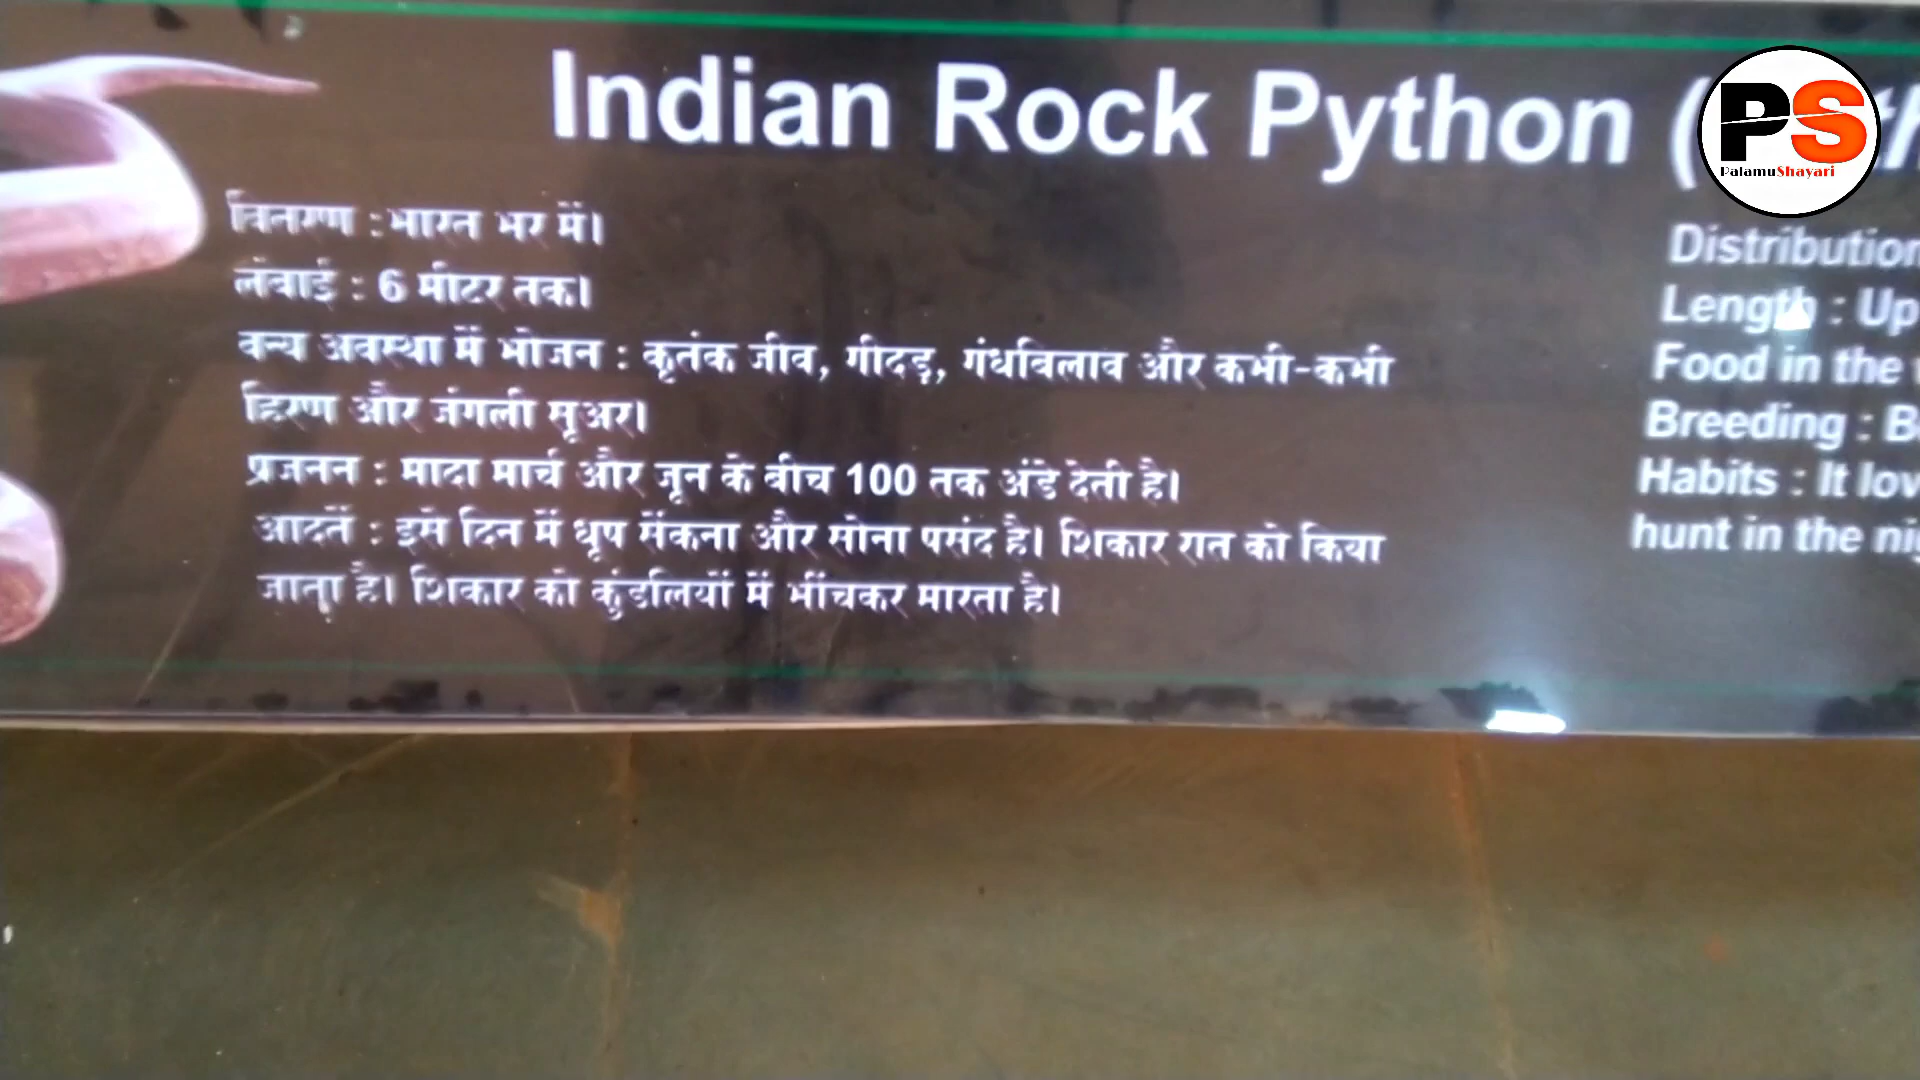 Indian Rock Python (
PS
PalamuShayari
वितरण : भारत भर में।
लंबाई : 6 मीटर तक।
वन्य अवस्था में भोजन : कृतंक जीव, गीदड़, गंधविलाव और कभी-कभी
हिरण और जंगली सूअर।
प्रजनन : मादा मार्च और जून के बीच 100 तक अंडे देती है।
आदतें : इसे दिन में धूप सेंकना और सोना पसंद है। शिकार रात को किया
जाता है। शिकार को कुंडलियों में भींचकर मारता है।
Distribution
Length : Up
Food in the
Breeding : B
Habits : It lov
hunt in the nig